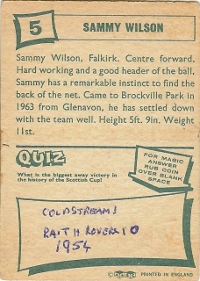 5
SAMMY WILSON
Sammy Wilson, Falkirk. Centre forward,
Hard working and a good header of the ball,
Sammy has a remarkable instinct to find the
back of the net. Came to Brockville Park in
1963 from Glenavon, he has settled down
with the team well. Height 5ft. 9in. Weight
11st.
QUIZ
What is the biggest away victory in
the history of the Scottish Cup?
FOR MAGIC
ANSWER
RUB COIN
OVER BLANK
SPACE
COLDSTREAM 1
RAITH ROVERS 10
1954
© A&BC PRINTED IN ENGLAND